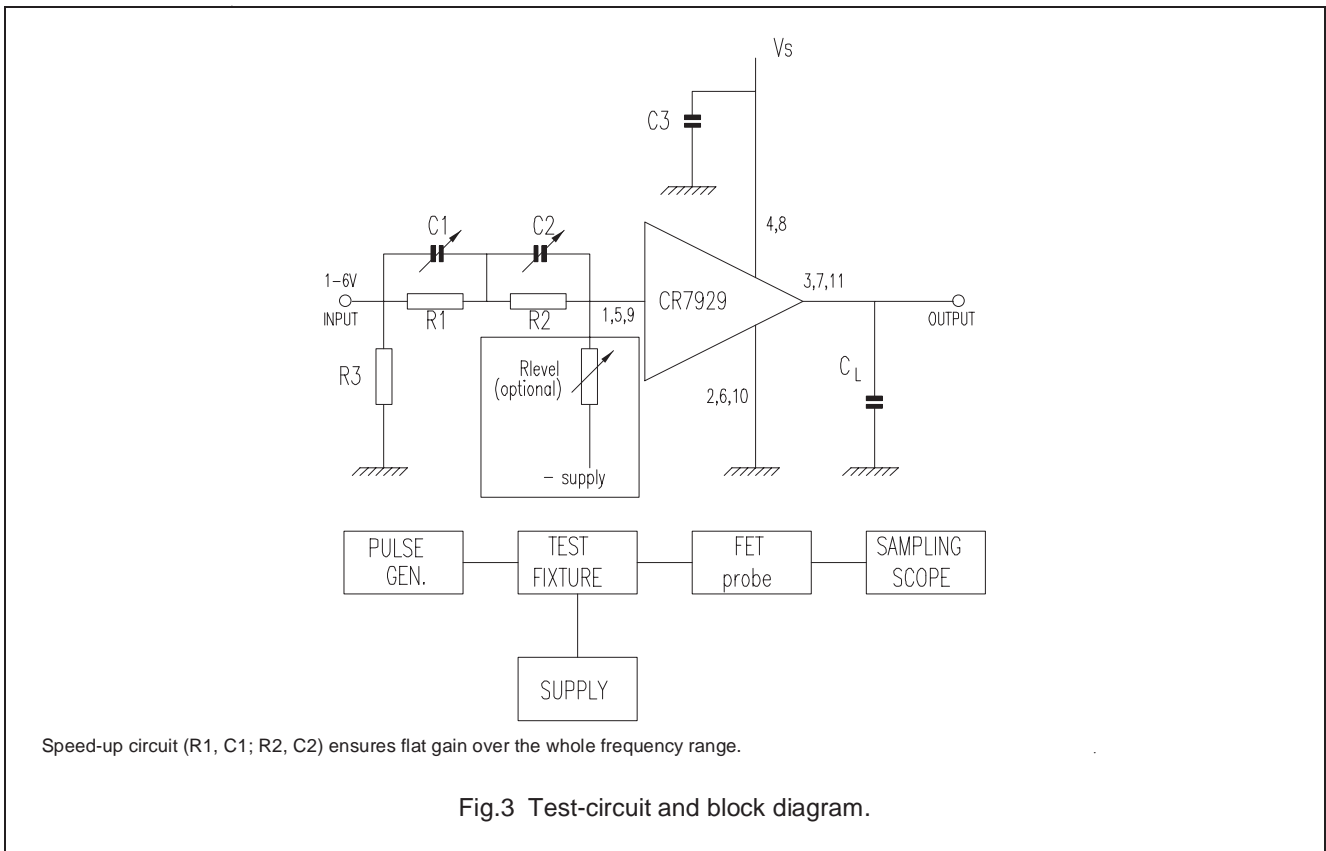 Vs
C3
4,8
C1
C2
1–6V
INPUT
R1
R2
1,5,9
CR7929
3,7,11
OUTPUT
R3
Rlevel
(optional)
– supply
2,6,10
CL
PULSE
GEN.
TEST
FIXTURE
FET
probe
SAMPLING
SCOPE
SUPPLY
Speed-up circuit (R1, C1; R2, C2) ensures flat gain over the whole frequency range.
Fig.3 Test-circuit and block diagram.